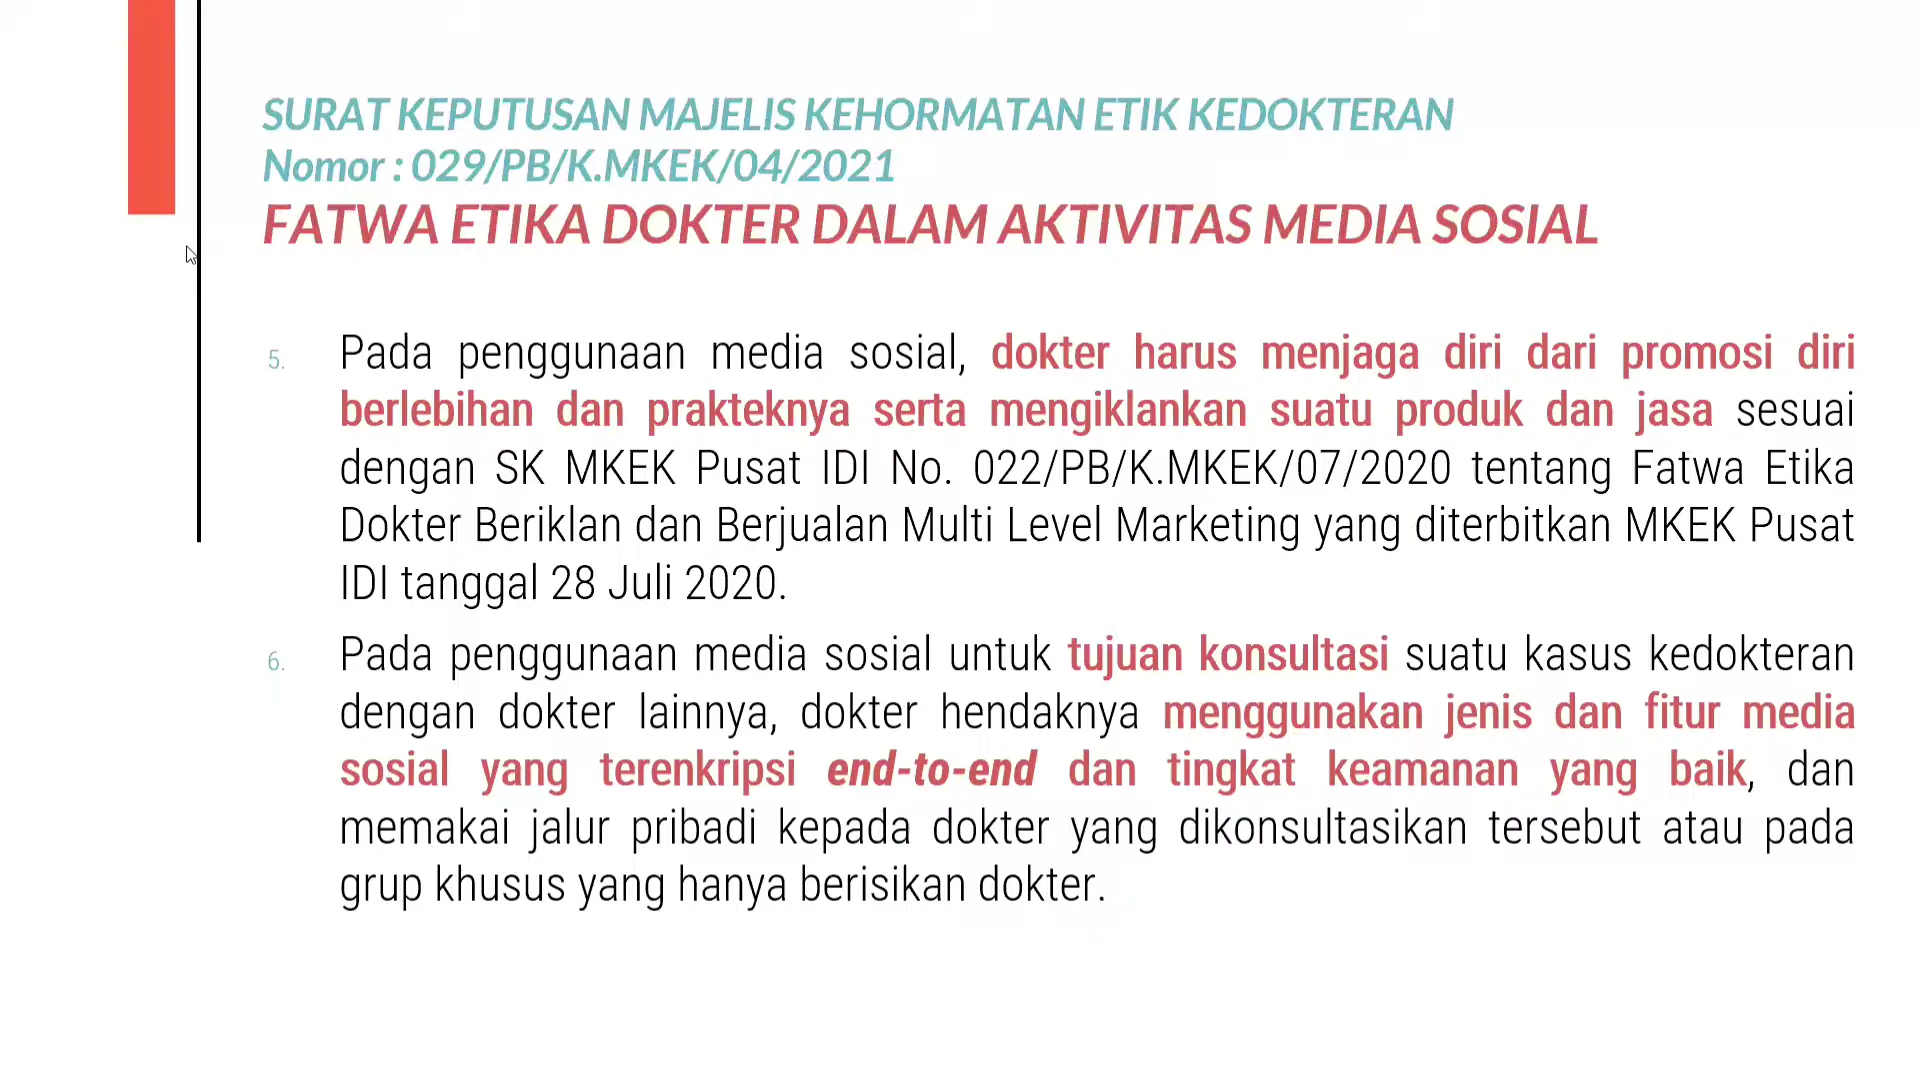 SURAT KEPUTUSAN MAJELIS KEHORMATAN ETIK KEDOKTERAN
Nomor : 029/PB/K.MKEK/04/2021
FATWA ETIKA DOKTER DALAM AKTIVITAS MEDIA SOSIAL
5. Pada penggunaan media sosial, dokter harus menjaga diri dari promosi diri
berlebihan dan prakteknya serta mengiklankan suatu produk dan jasa sesuai
dengan SK MKEK Pusat IDI No. 022/PB/K.MKEK/07/2020 tentang Fatwa Etika
Dokter Beriklan dan Berjualan Multi Level Marketing yang diterbitkan MKEK Pusat
IDI tanggal 28 Juli 2020.
6. Pada penggunaan media sosial untuk tujuan konsultasi suatu kasus kedokteran
dengan dokter lainnya, dokter hendaknya menggunakan jenis dan fitur media
sosial yang terenkripsi end-to-end dan tingkat keamanan yang baik, dan
memakai jalur pribadi kepada dokter yang dikonsultasikan tersebut atau pada
grup khusus yang hanya berisikan dokter.